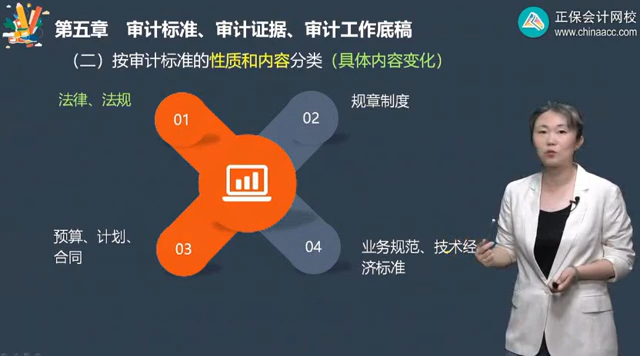 第五章 审计标准、审计证据、审计工作底稿
正保会计网校
www.chinaacc.com
（二）按审计标准的性质和内容分类（具体内容变化）
法律、法规
01
02
规章制度
预算、计划、
合同
03
04
业务规范、技术经
济标准